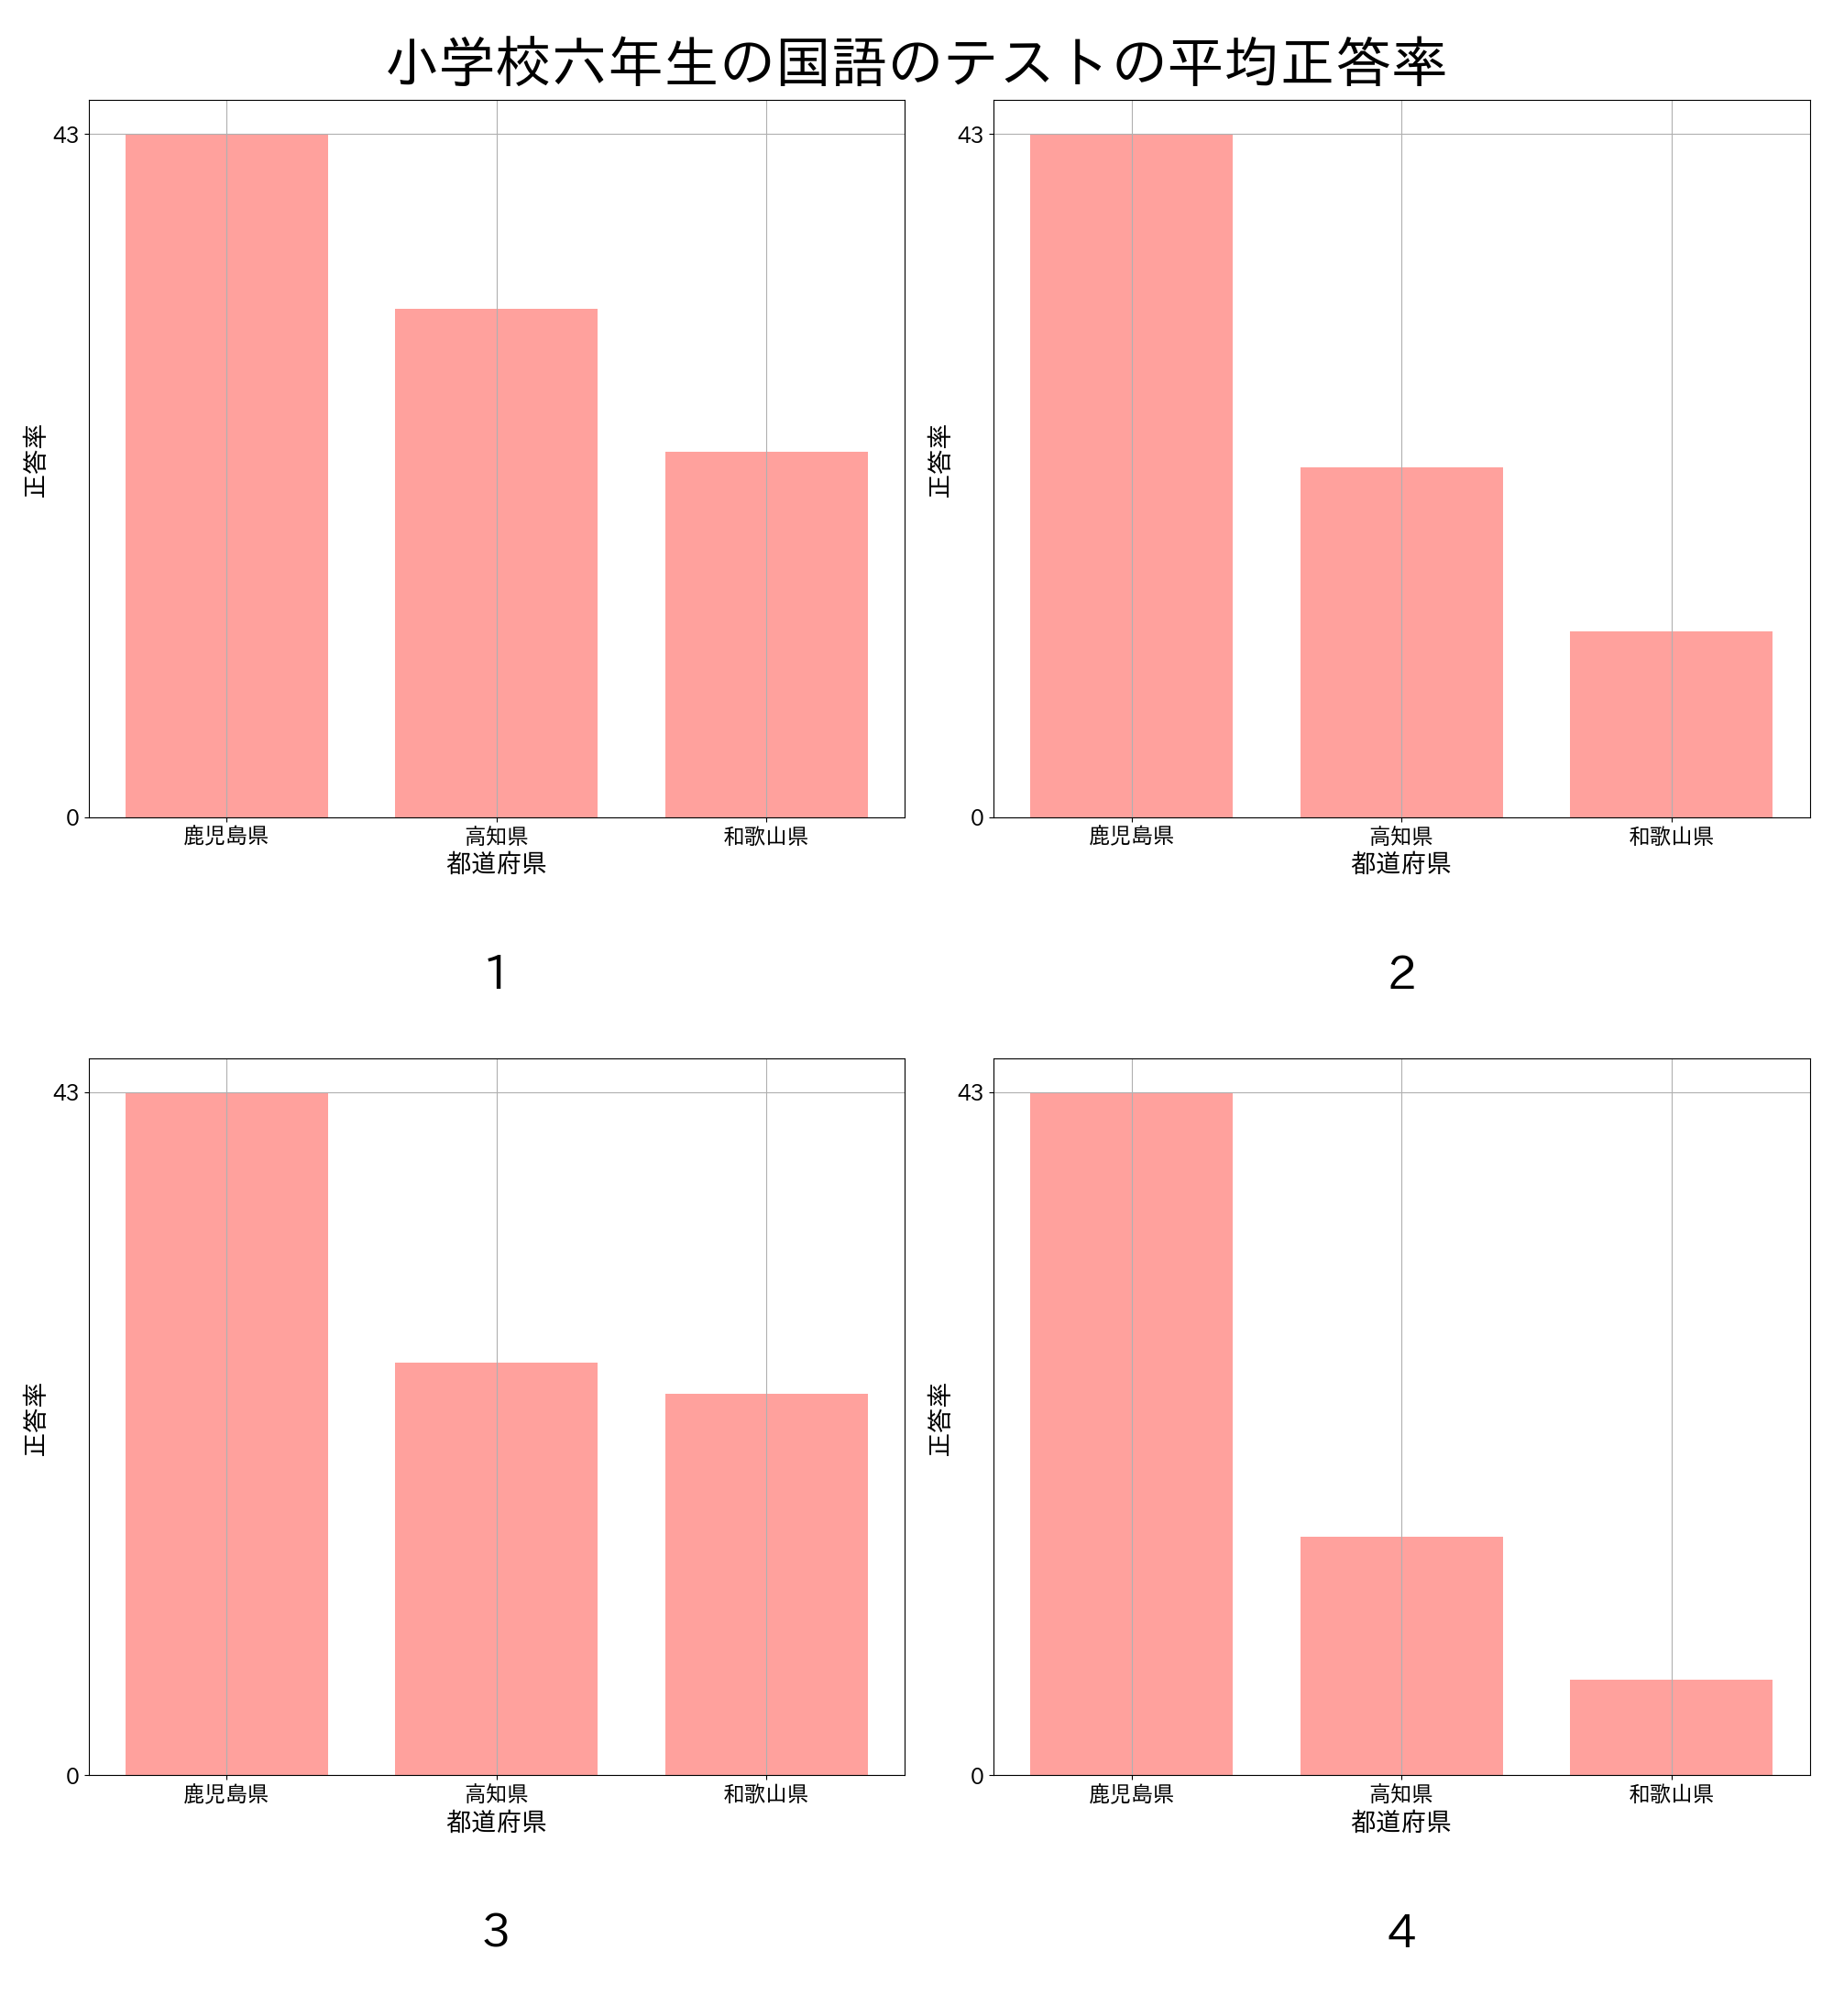 小学校六年生の国語のテストの平均正答率
43
0
正答率
鹿児島県
高知県
和歌山県
都道府県
1
43
0
正答率
鹿児島県
高知県
和歌山県
都道府県
2
43
0
正答率
鹿児島県
高知県
和歌山県
都道府県
3
43
0
正答率
鹿児島県
高知県
和歌山県
都道府県
4